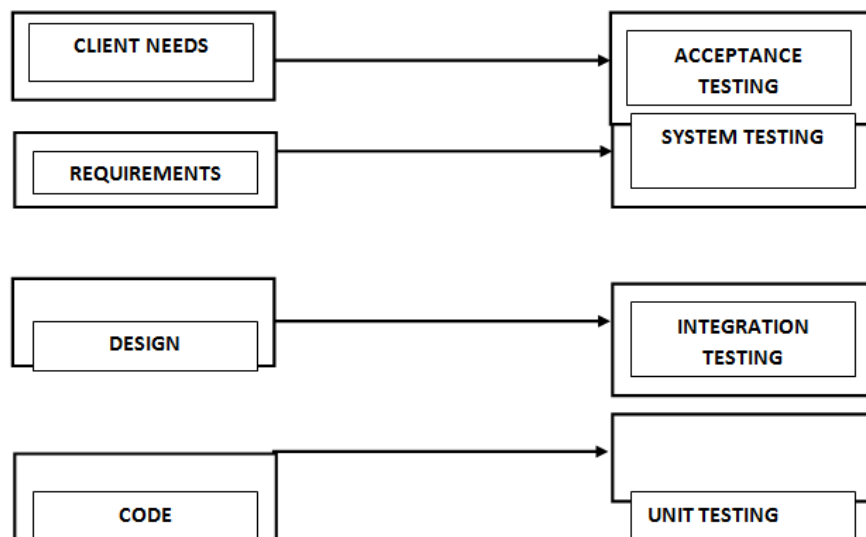 CLIENT NEEDS
ACCEPTANCE
TESTING
REQUIREMENTS
SYSTEM TESTING
DESIGN
INTEGRATION
TESTING
CODE
UNIT TESTING